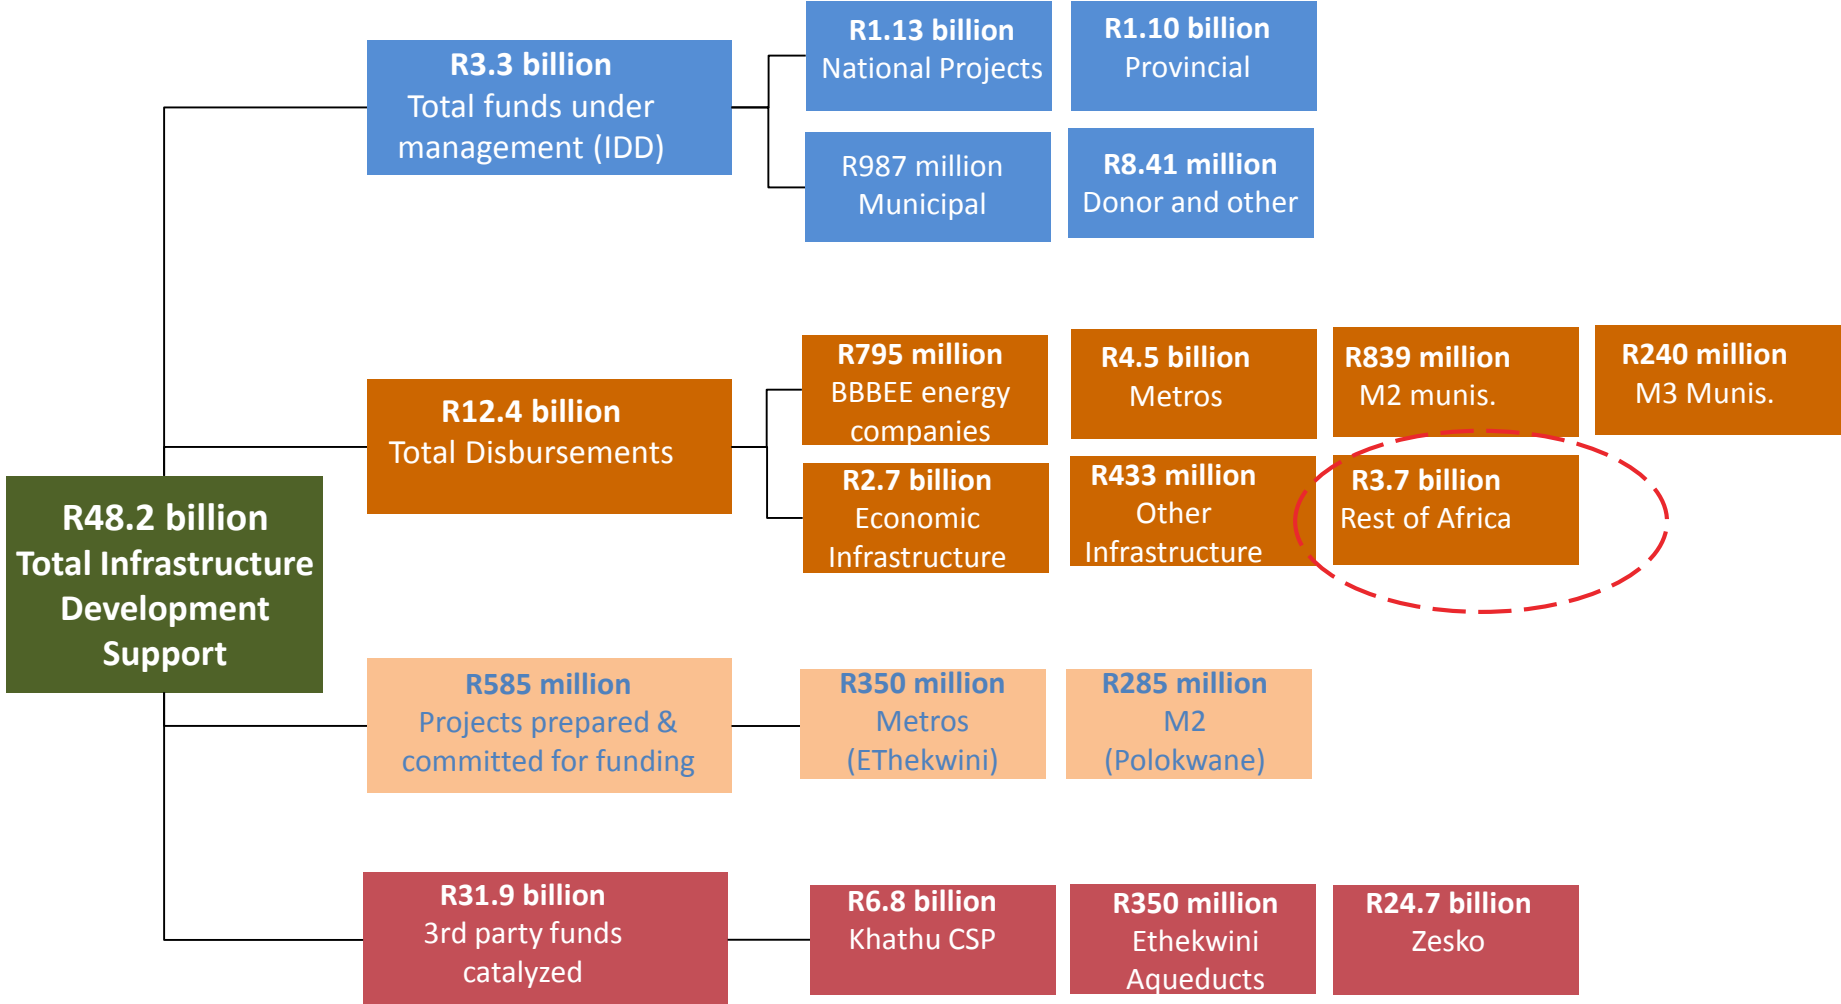 R48.2 billion
Total Infrastructure
Development
Support
R3.3 billion
Total funds under
management (IDD)
R1.13 billion
National Projects
R1.10 billion
Provincial
R987 million
Municipal
R8.41 million
Donor and other
R12.4 billion
Total Disbursements
R795 million
BBBEE energy
companies
R4.5 billion
Metros
R839 million
M2 munis.
R240 million
M3 Munis.
R2.7 billion
Economic
Infrastructure
R433 million
Other
Infrastructure
R3.7 billion
Rest of Africa
R585 million
Projects prepared &
committed for funding
R350 million
Metros
(EThekwini)
R285 million
M2
(Polokwane)
R31.9 billion
3rd party funds
catalyzed
R6.8 billion
Khathu CSP
R350 million
Ethekwini
Aqueducts
R24.7 billion
Zesko